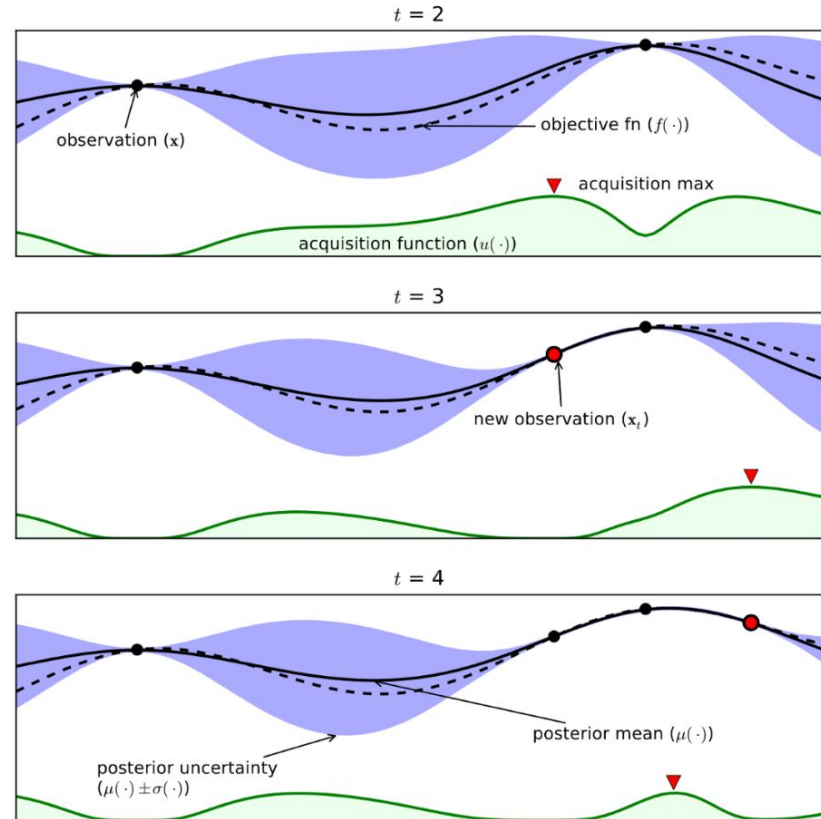 t = 2
observation (x)
objective fn (f(·))
acquisition max
acquisition function (u(·))
t = 3
new observation (xₜ)
t = 4
posterior mean (μ(·))
posterior uncertainty
(μ(·) ±σ(·))